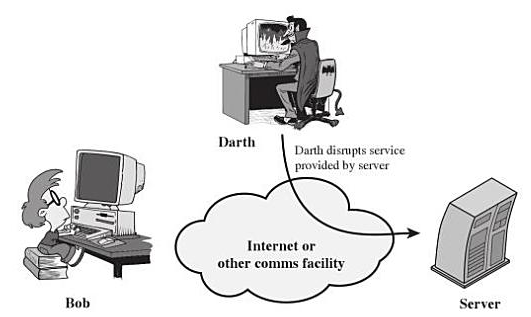 Darth
Darth disrupts service
provided by server
Internet or
other comms facility
Bob
Server